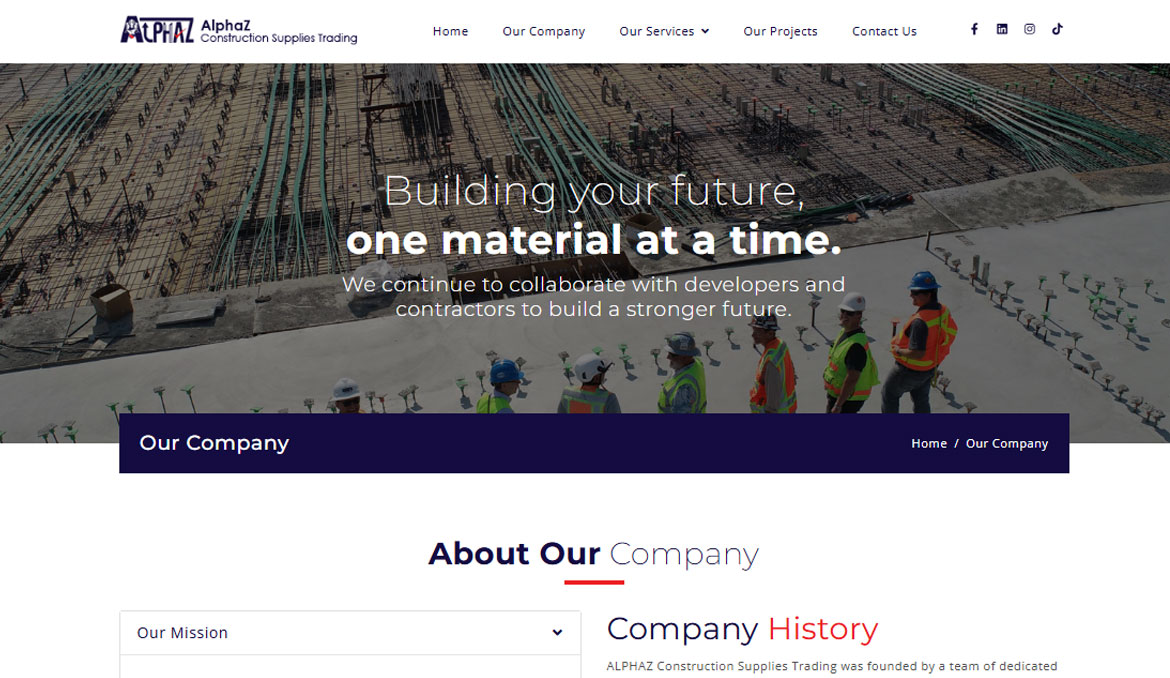 ALPHAZ
AlphaZ
Construction Supplies Trading
Home
Our Company
Our Services
Our Projects
Contact Us
Building your future,
one material at a time.
We continue to collaborate with developers and
contractors to build a stronger future.
Our Company
Home / Our Company
About Our Company
Our Mission
Company History
ALPHAZ Construction Supplies Trading was founded by a team of dedicated